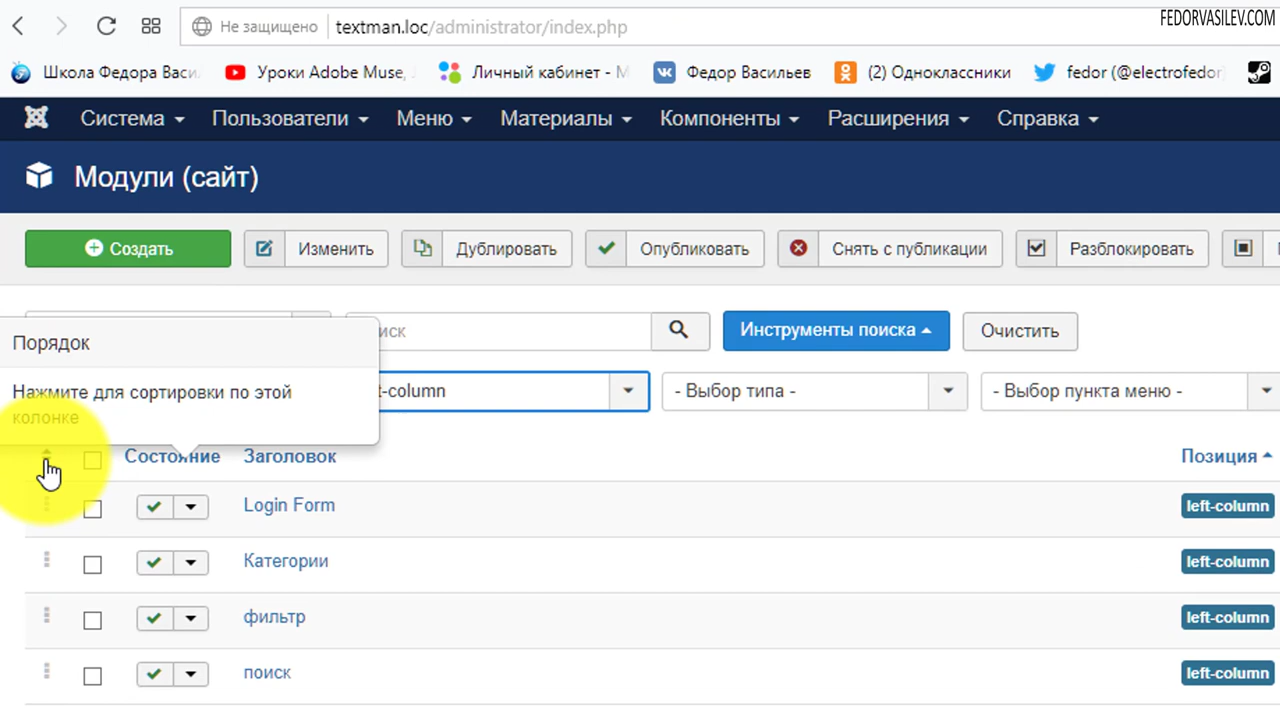 FEDORVASILEV.COM
Не защищено textman.loc/administrator/index.php
Школа Федора Васи Уроки Adobe Muse, Личный кабинет - М Федор Васильев (2) Одноклассники fedor (@electrofedor)
Система Пользователи Меню Материалы Компоненты Расширения Справка
Модули (сайт)
Создать Изменить Дублировать Опубликовать Снять с публикации Разблокировать
иск Инструменты поиска Очистить
Порядок
Нажмите для сортировки по этой
колонке
t-column - Выбор типа - - Выбор пункта меню -
Состояние Заголовок Позиция
Login Form left-column
Категории left-column
фильтр left-column
поиск left-column